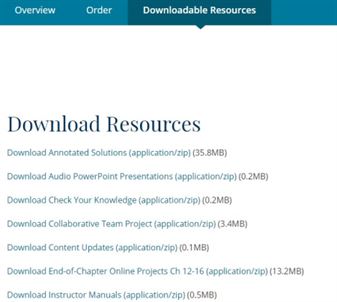 Overview Order Downloadable Resources
Download Resources
Download Annotated Solutions (application/zip) (35.8MB)
Download Audio PowerPoint Presentations (application/zip) (0.2MB)
Download Check Your Knowledge (application/zip) (0.2MB)
Download Collaborative Team Project (application/zip) (3.4MB)
Download Content Updates (application/zip) (0.1MB)
Download End-of-Chapter Online Projects Ch 12-16 (application/zip) (13.2MB)
Download Instructor Manuals (application/zip) (0.5MB)